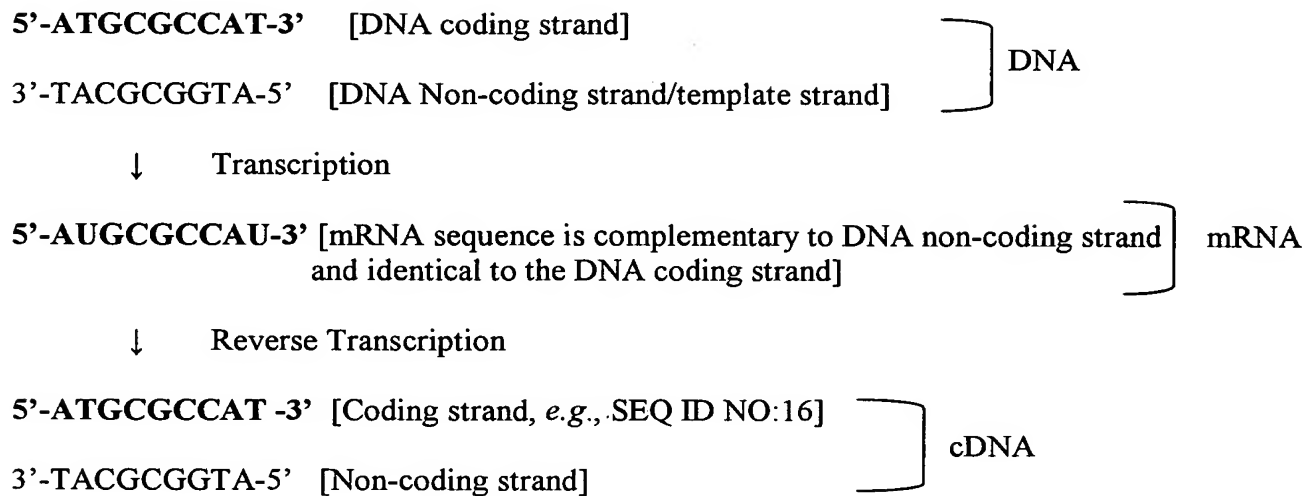 5’-ATGCGCCAT-3’ [DNA coding strand]
DNA
3’-TACGCGGTA-5’ [DNA Non-coding strand/template strand]
↓ Transcription
5’-AUGCGCCAU-3’ [mRNA sequence is complementary to DNA non-coding strand mRNA
and identical to the DNA coding strand]
↓ Reverse Transcription
5’-ATGCGCCAT -3’ [Coding strand, e.g., SEQ ID NO:16]
cDNA
3’-TACGCGGTA-5’ [Non-coding strand]